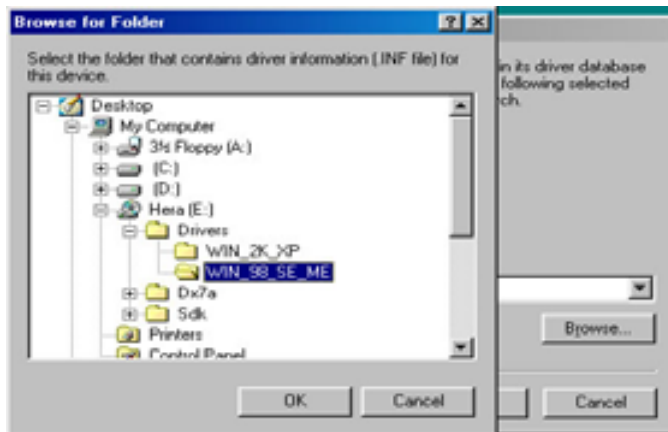 Browse for Folder
Select the folder that contains driver information (.INF file) for
this device.
Desktop
My Computer
3½ Floppy (A:)
(C:)
(D:)
Hera (E:)
Drivers
WIN_2K_XP
WIN_98_SE_ME
Dx7a
Sdk
Printers
Control Panel
OK
Cancel
in its driver database
following selected
ch.
Browse...
Cancel